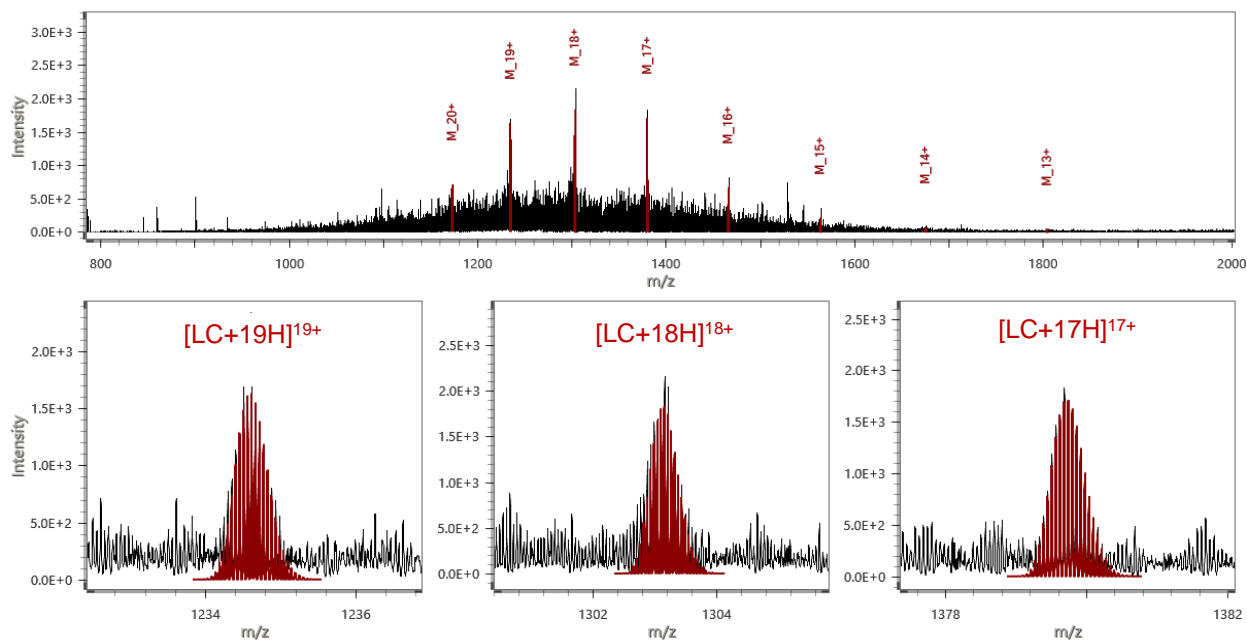 3.0E+3
2.5E+3
2.0E+3
1.5E+3
1.0E+3
5.0E+2
0.0E+0
Intensity
M_20+
M_19+
M_18+
M_17+
M_16+
M_15+
M_14+
M_13+
800 1000 1200 1400 1600 1800 2000
m/z
[LC+19H]19+
2.0E+3
1.5E+3
1.0E+3
5.0E+2
0.0E+0
Intensity
1234 1236
m/z
[LC+18H]18+
2.5E+3
2.0E+3
1.5E+3
1.0E+3
5.0E+2
0.0E+0
1302 1304
m/z
[LC+17H]17+
2.5E+3
2.0E+3
1.5E+3
1.0E+3
5.0E+2
0.0E+0
1378 1382
m/z